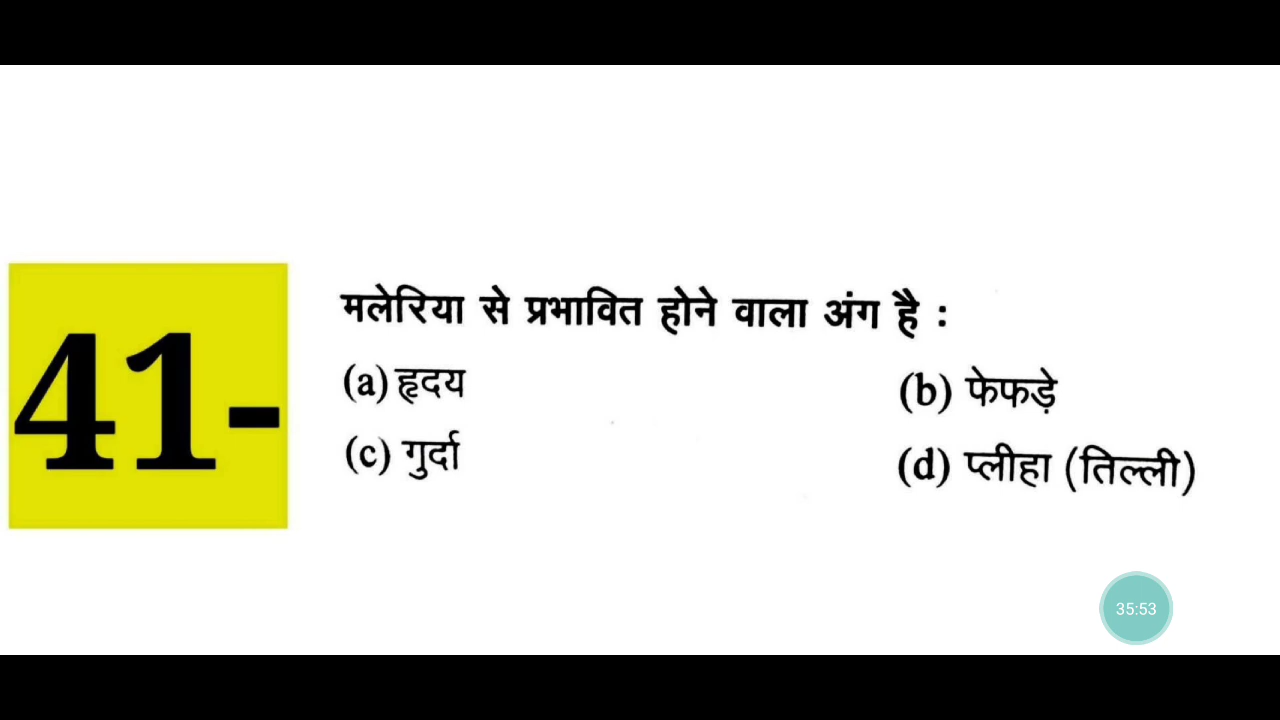 41-
मलेरिया से प्रभावित होने वाला अंग है :
(a) हृदय (b) फेफड़े
(c) गुर्दा (d) प्लीहा (तिल्ली)
35:53